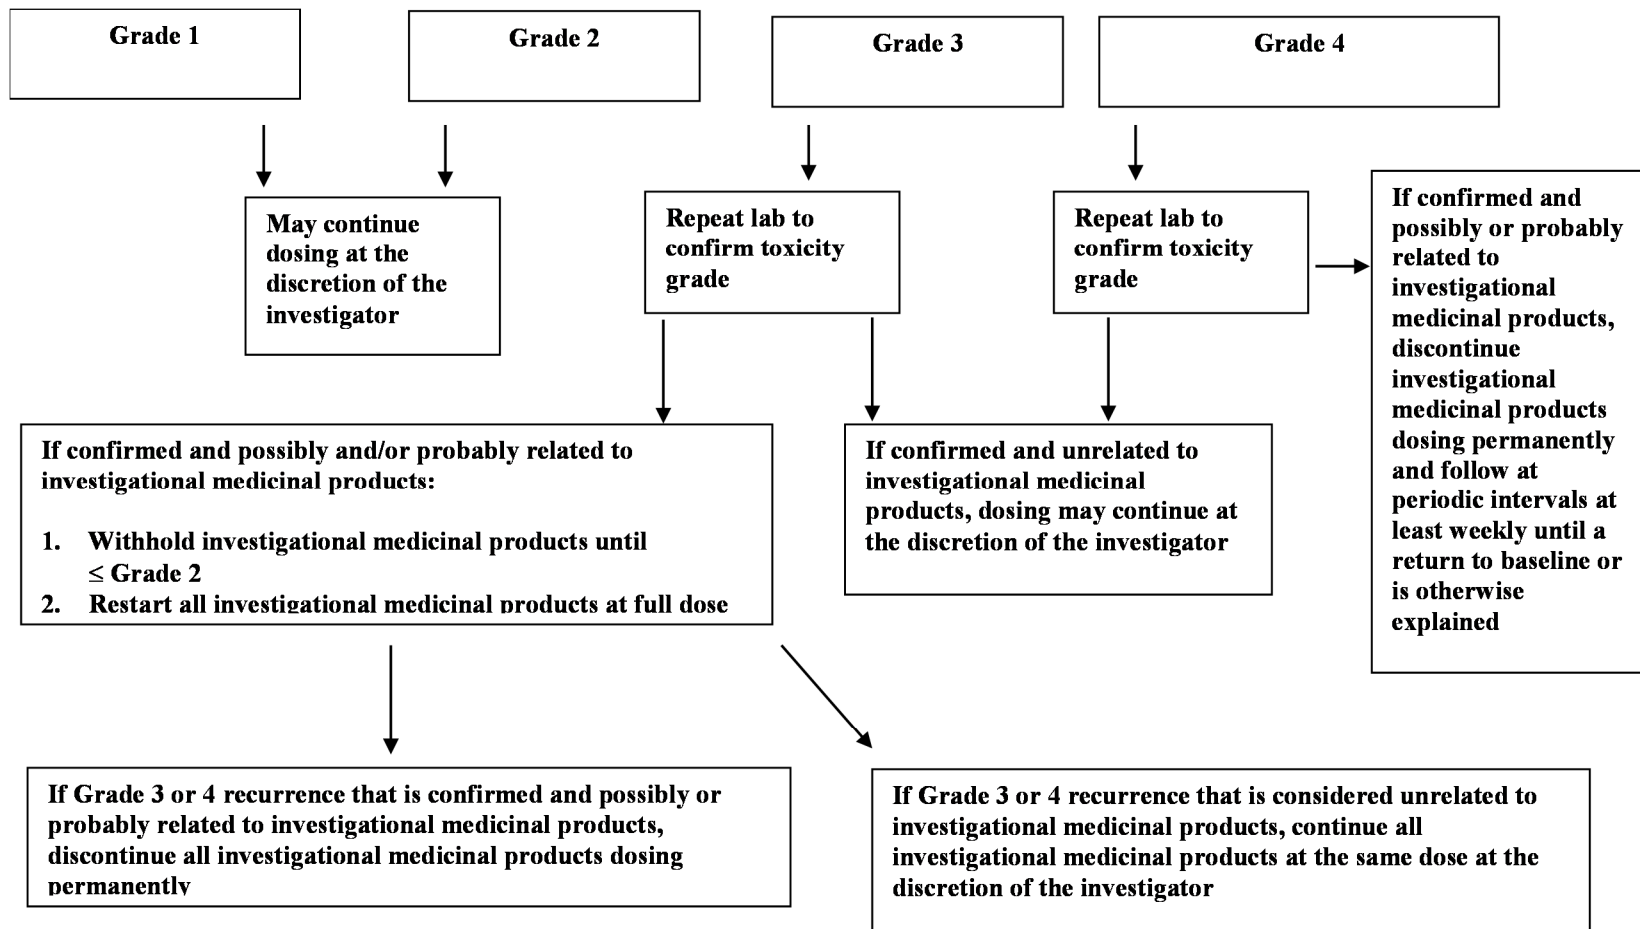 Grade 1
Grade 2
Grade 3
Grade 4
May continue
dosing at the
discretion of the
investigator
Repeat lab to
confirm toxicity
grade
Repeat lab to
confirm toxicity
grade
If confirmed and
possibly or probably
related to
investigational
medicinal products,
discontinue
investigational
medicinal products
dosing permanently
and follow at
periodic intervals at
least weekly until a
return to baseline or
is otherwise
explained
If confirmed and possibly and/or probably related to
investigational medicinal products:
1. Withhold investigational medicinal products until
≤ Grade 2
2. Restart all investigational medicinal products at full dose
If confirmed and unrelated to
investigational medicinal
products, dosing may continue at
the discretion of the investigator
If Grade 3 or 4 recurrence that is confirmed and possibly or
probably related to investigational medicinal products,
discontinue all investigational medicinal products dosing
permanently
If Grade 3 or 4 recurrence that is considered unrelated to
investigational medicinal products, continue all
investigational medicinal products at the same dose at the
discretion of the investigator